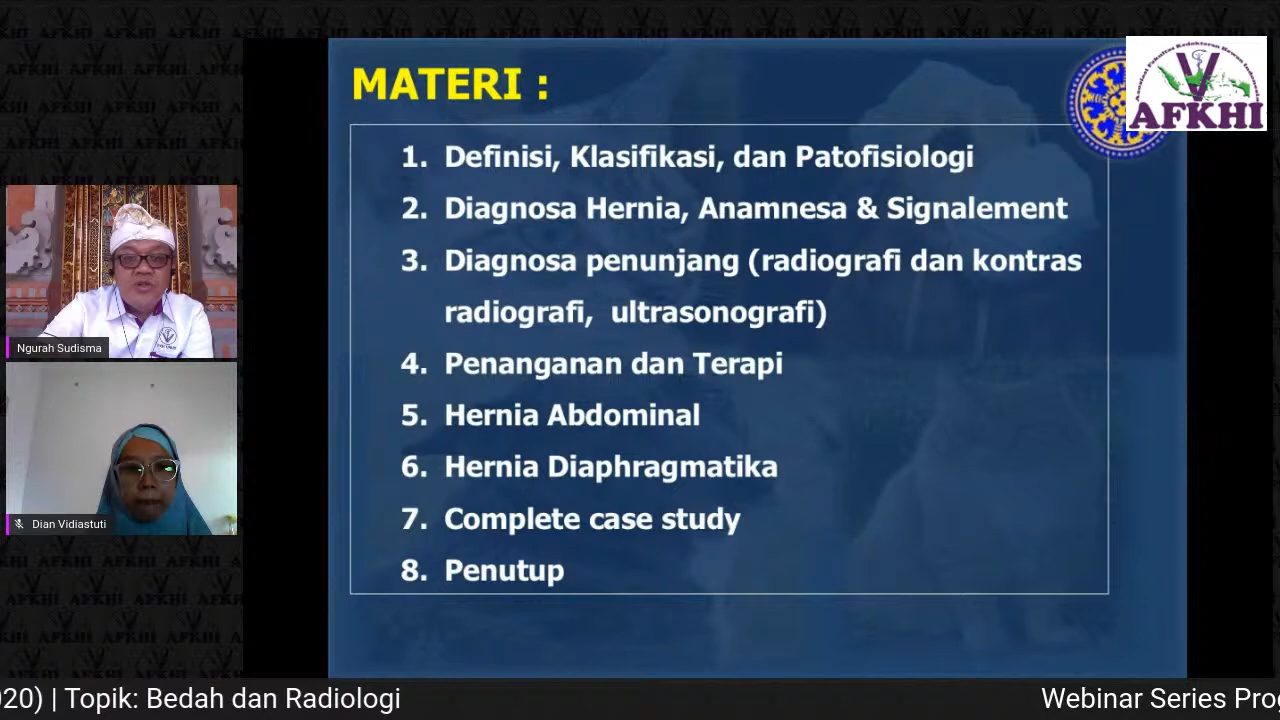 MATERI :
1. Definisi, Klasifikasi, dan Patofisiologi
2. Diagnosa Hernia, Anamnesa & Signalement
3. Diagnosa penunjang (radiografi dan kontras
radiografi, ultrasonografi)
4. Penanganan dan Terapi
5. Hernia Abdominal
6. Hernia Diaphragmatika
7. Complete case study
8. Penutup
AFKHI
Ngurah Sudisma
Dian Vidiastuti
020) | Topik: Bedah dan Radiologi
Webinar Series Prog